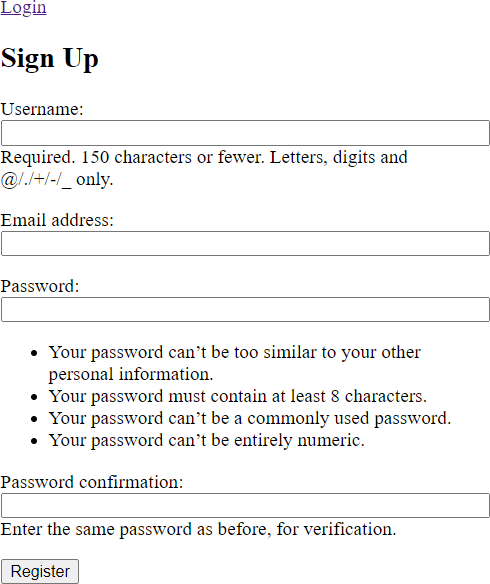 Login
Sign Up
Username:
Required. 150 characters or fewer. Letters, digits and
@/./+/-/_ only.
Email address:
Password:
• Your password can’t be too similar to your other
personal information.
• Your password must contain at least 8 characters.
• Your password can’t be a commonly used password.
• Your password can’t be entirely numeric.
Password confirmation:
Enter the same password as before, for verification.
Register